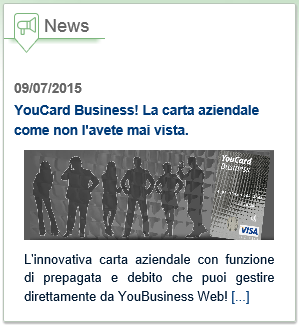 News
09/07/2015
YouCard Business! La carta aziendale
come non l'avete mai vista.
YouCard
Business
VISA
L'innovativa carta aziendale con funzione
di prepagata e debito che puoi gestire
direttamente da YouBusiness Web! [...]